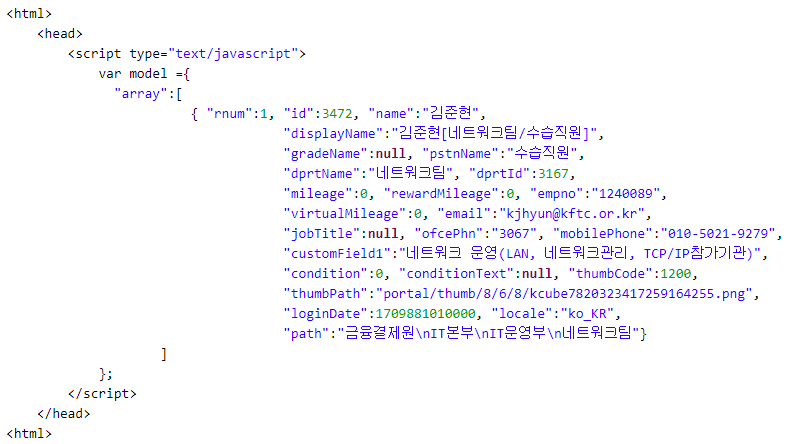 <html>
<head>
<script type="text/javascript">
var model ={
"array":[
{ "rnum":1, "id":3472, "name":"김준현",
"displayName":"김준현[네트워크팀/수습직원]",
"gradeName":null, "pstnName":"수습직원",
"dprtName":"네트워크팀", "dprtId":3167,
"mileage":0, "rewardMileage":0, "empno":"1240089",
"virtualMileage":0, "email":"kjhyun@kftc.or.kr",
"jobTitle":null, "ofcePhn":"3067", "mobilePhone":"010-5021-9279",
"customField1":"네트워크 운영(LAN, 네트워크관리, TCP/IP참가기관)",
"condition":0, "conditionText":null, "thumbCode":1200,
"thumbPath":"portal/thumb/8/6/8/kcube7820323417259164255.png",
"loginDate":1709881010000, "locale":"ko_KR",
"path":"금융결제원\nIT본부\nIT운영부\n네트워크팀"}
]
};
</script>
</head>
<html>